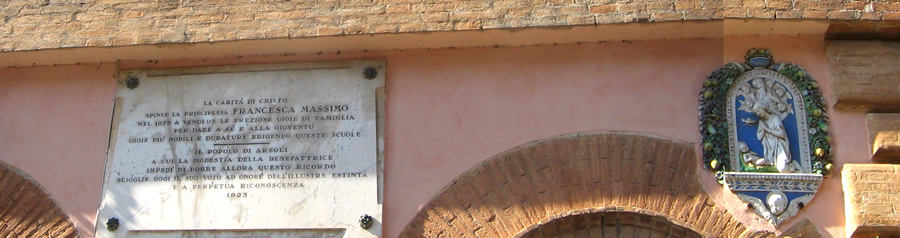 LA CARITÁ DI CRISTO
SPINSE LA PRINCIPESSA FRANCESCA MASSIMO
NEL 1875 A VENDERE LE PREZIOSE GIOIE DI FAMIGLIA
PER DARE A SÈ E ALLA GIOVENTÙ
GIOIE PIÙ NOBILI E DURATURE ERIGENDO QUESTE SCUOLE
IL POPOLO DI ARSOLI
A CUI LA MODESTIA DELLA BENEFATTRICE
IMPEDÌ DI PORRE ALLORA QUESTO RICORDO
SCIOGLIE OGGI IL SUO VOTO AD ONORE DELL'ILLUSTRE ESTINTA
E A PERPETUA RICONOSCENZA
1923